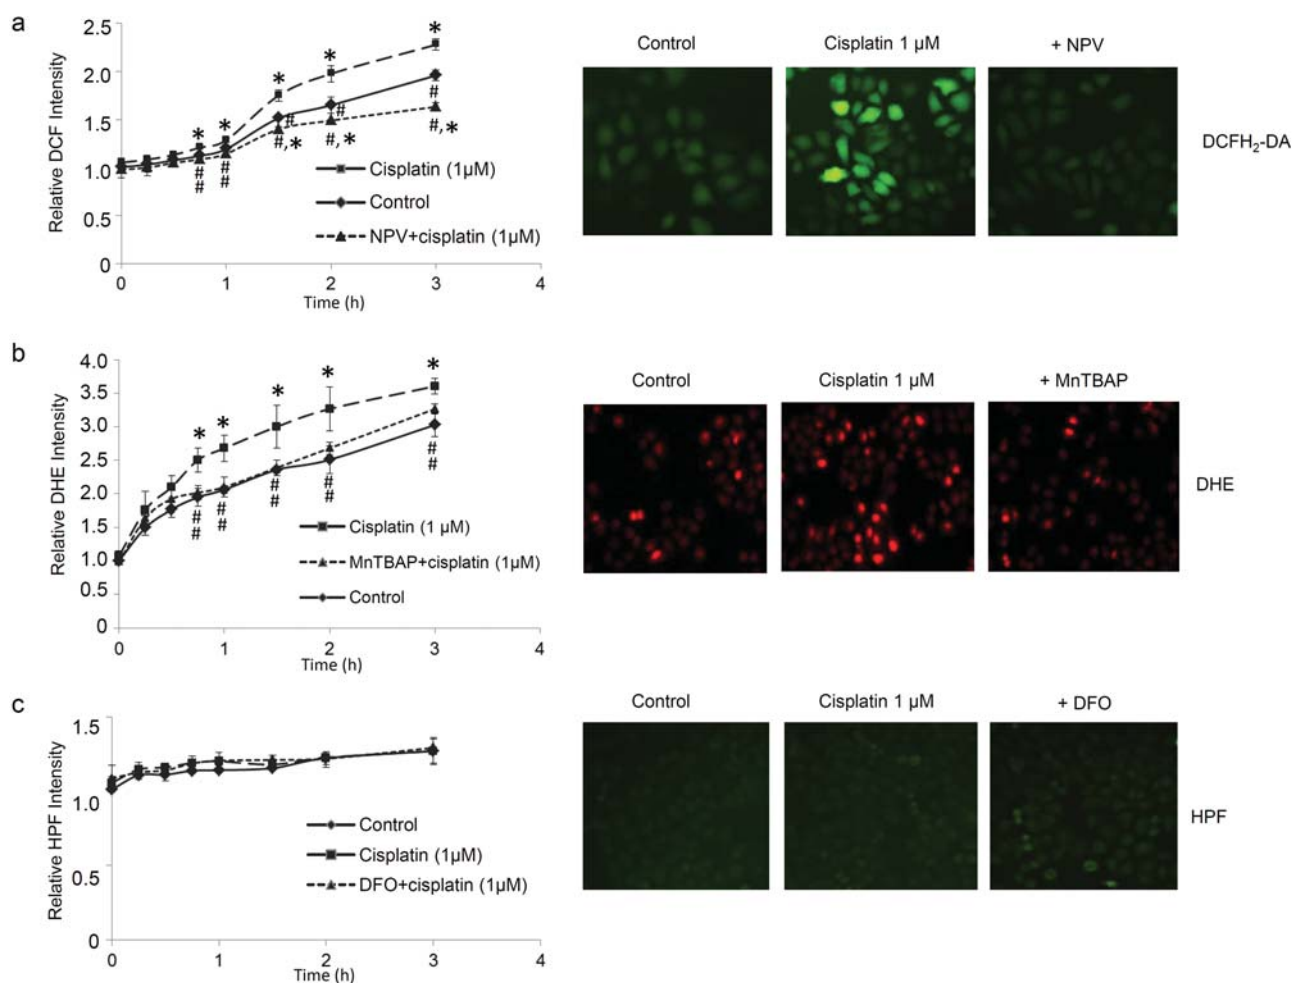 a
2.5
2.0
1.5
1.0
0.5
0
Relative DCF Intensity
* * * * *
# # # #
# #
#,* #,* #,*
Cisplatin (1µM)
Control
NPV+cisplatin (1µM)
0 1 2 3 4
Time (h)
Control Cisplatin 1 µM + NPV
DCFH2-DA
b
4.0
3.5
3.0
2.5
2.0
1.5
1.0
0.5
0
Relative DHE Intensity
* * * * *
# # # # #
# # # # #
Cisplatin (1 µM)
MnTBAP+cisplatin (1µM)
Control
0 1 2 3 4
Time (h)
Control Cisplatin 1 µM + MnTBAP
DHE
c
1.5
1.0
0.5
0
Relative HPF Intensity
Control
Cisplatin (1µM)
DFO+cisplatin (1µM)
0 1 2 3 4
Time (h)
Control Cisplatin 1 µM + DFO
HPF